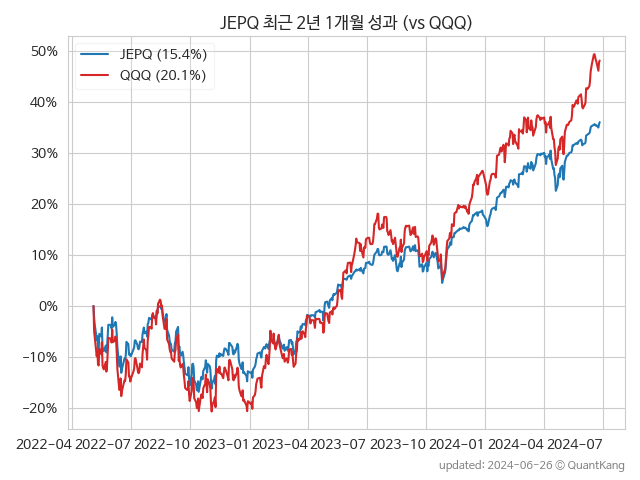 JEPQ 최근 2년 1개월 성과 (vs QQQ)
JEPQ (15.4%)
QQQ (20.1%)
50%
40%
30%
20%
10%
0%
−10%
−20%
2022-04 2022-07 2022-10 2023-01 2023-04 2023-07 2023-10 2024-01 2024-04 2024-07
updated: 2024-06-26 © QuantKang